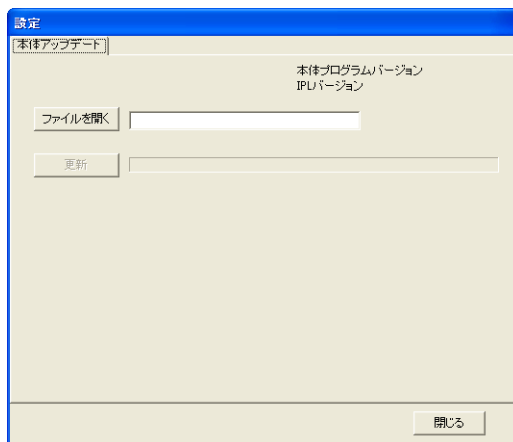 設定
本体アップデート
本体プログラムバージョン
IPLバージョン
ファイルを開く
更新
閉じる